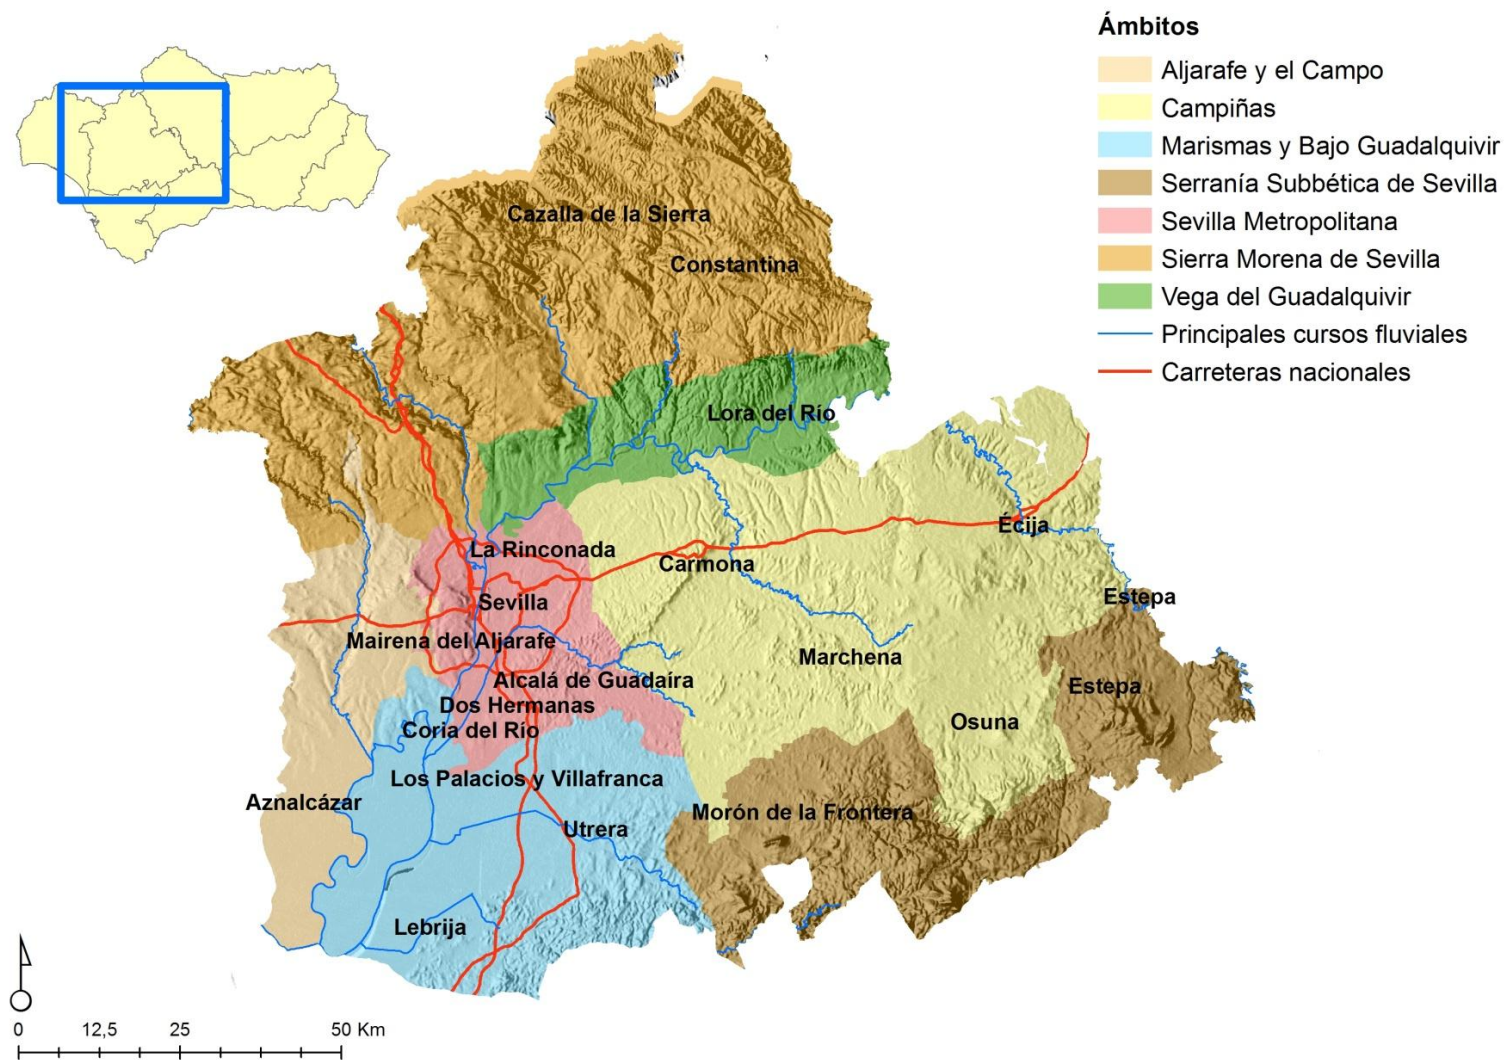 Ámbitos
Aljarafe y el Campo
Campiñas
Marismas y Bajo Guadalquivir
Serranía Subbética de Sevilla
Sevilla Metropolitana
Sierra Morena de Sevilla
Vega del Guadalquivir
Principales cursos fluviales
Carreteras nacionales
Cazalla de la Sierra
Constantina
Lora del Río
Écija
La Rinconada
Carmona
Estepa
Sevilla
Mairena del Aljarafe
Marchena
Alcalá de Guadaíra
Estepa
Dos Hermanas
Osuna
Coria del Río
Los Palacios y Villafranca
Aznalcázar
Morón de la Frontera
Utrera
Lebrija
0 12,5 25 50 Km